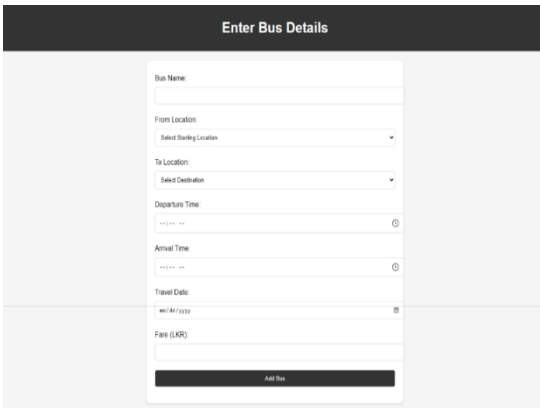 Enter Bus Details
Bus Name:
From Location:
Select Starting Location
To Location:
Select Destination
Departure Time:
--:-- --
Arrival Time:
--:-- --
Travel Date:
mm/dd/yyyy
Fare (LKR):
Add Bus